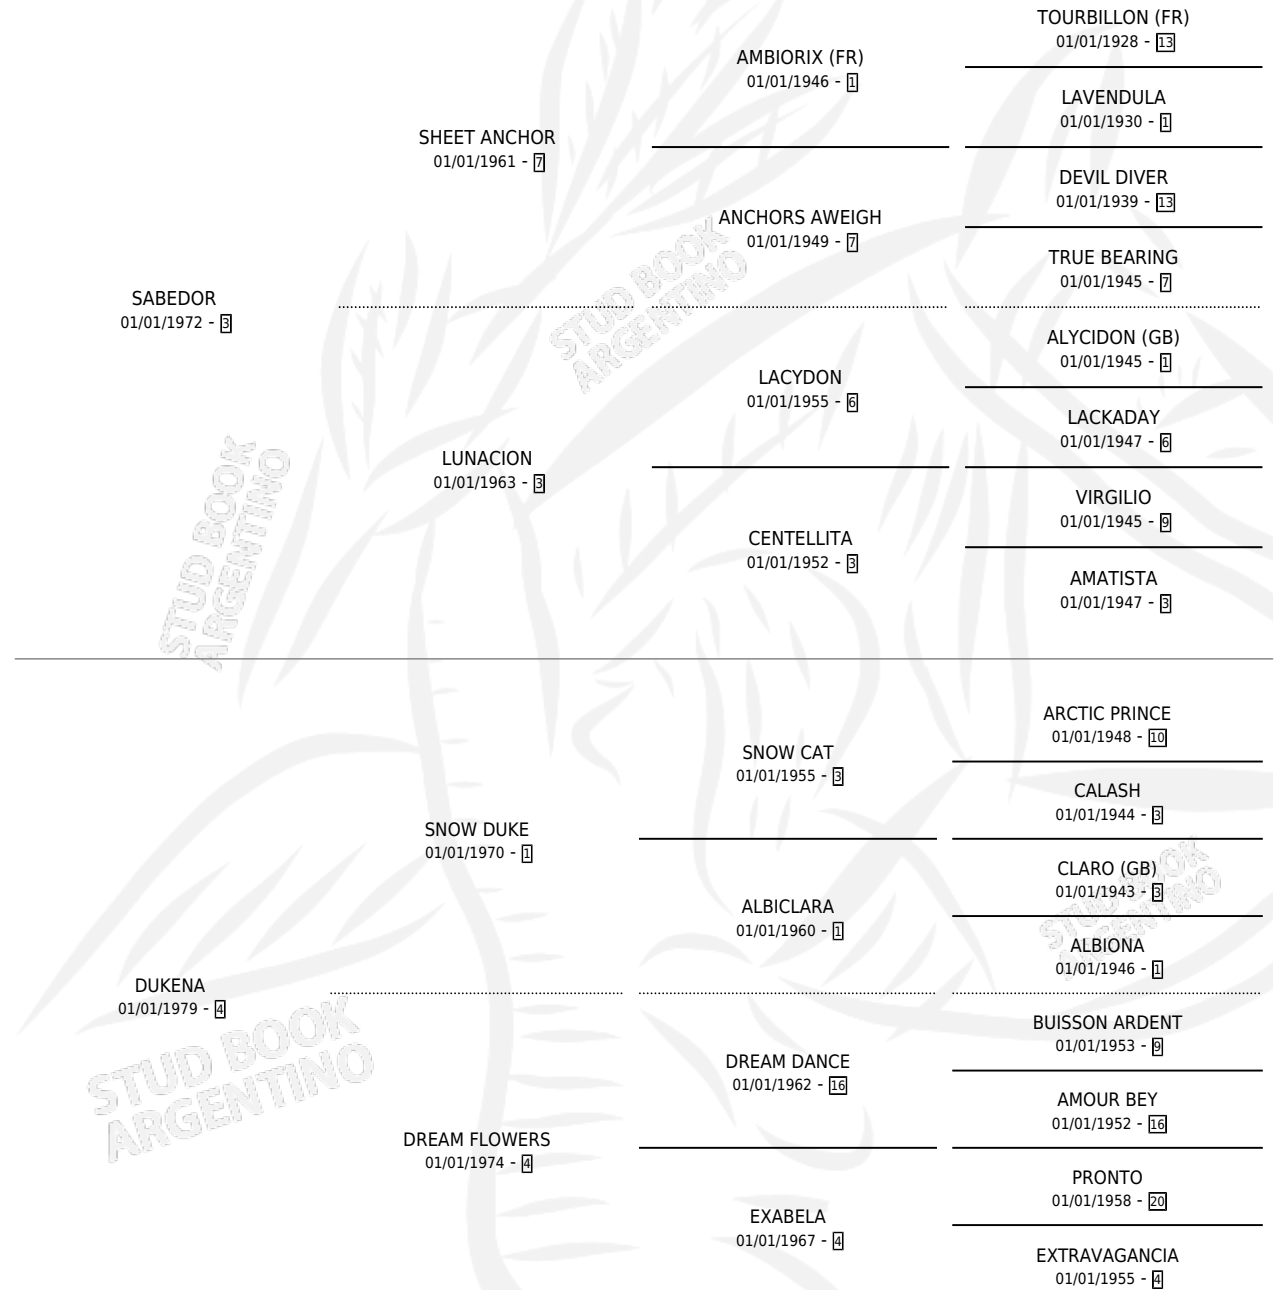 TOURBILLON (FR)
01/01/1928 - 13
AMBIORIX (FR)
01/01/1946 - 1
LAVENDULA
01/01/1930 - 1
SHEET ANCHOR
01/01/1961 - 7
DEVIL DIVER
01/01/1939 - 13
ANCHORS AWEIGH
01/01/1949 - 7
TRUE BEARING
01/01/1945 - 7
SABEDOR
01/01/1972 - 3
ALYCIDON (GB)
01/01/1945 - 1
LACYDON
01/01/1955 - 6
LACKADAY
01/01/1947 - 6
LUNACION
01/01/1963 - 3
VIRGILIO
01/01/1945 - 9
CENTELLITA
01/01/1952 - 3
AMATISTA
01/01/1947 - 3
ARCTIC PRINCE
01/01/1948 - 10
SNOW CAT
01/01/1955 - 3
CALASH
01/01/1944 - 3
SNOW DUKE
01/01/1970 - 1
CLARO (GB)
01/01/1943 - 3
ALBICLARA
01/01/1960 - 1
ALBIONA
01/01/1946 - 1
DUKENA
01/01/1979 - 4
BUISSON ARDENT
01/01/1953 - 9
DREAM DANCE
01/01/1962 - 16
AMOUR BEY
01/01/1952 - 16
DREAM FLOWERS
01/01/1974 - 4
PRONTO
01/01/1958 - 20
EXABELA
01/01/1967 - 4
EXTRAVAGANCIA
01/01/1955 - 4
STUD BOOK
ARGENTINO
STUD BOOK
ARGENTINO
STUD BOOK
ARGENTINO
STUD BOOK
ARGENTINO